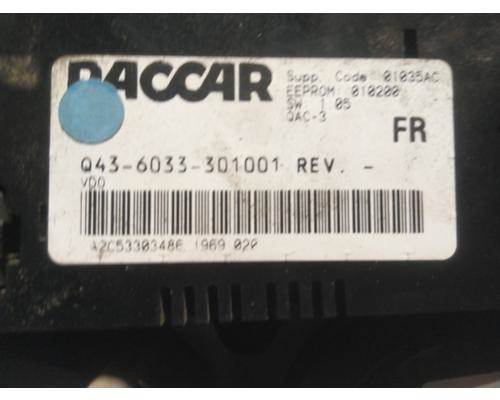 PACCAR
Supp. Code 01035AC
EEPROM: 010200
SW 1.05
QAC-3
FR
Q43-6033-301001 REV. -
VDO
A2C53303486 1969 020